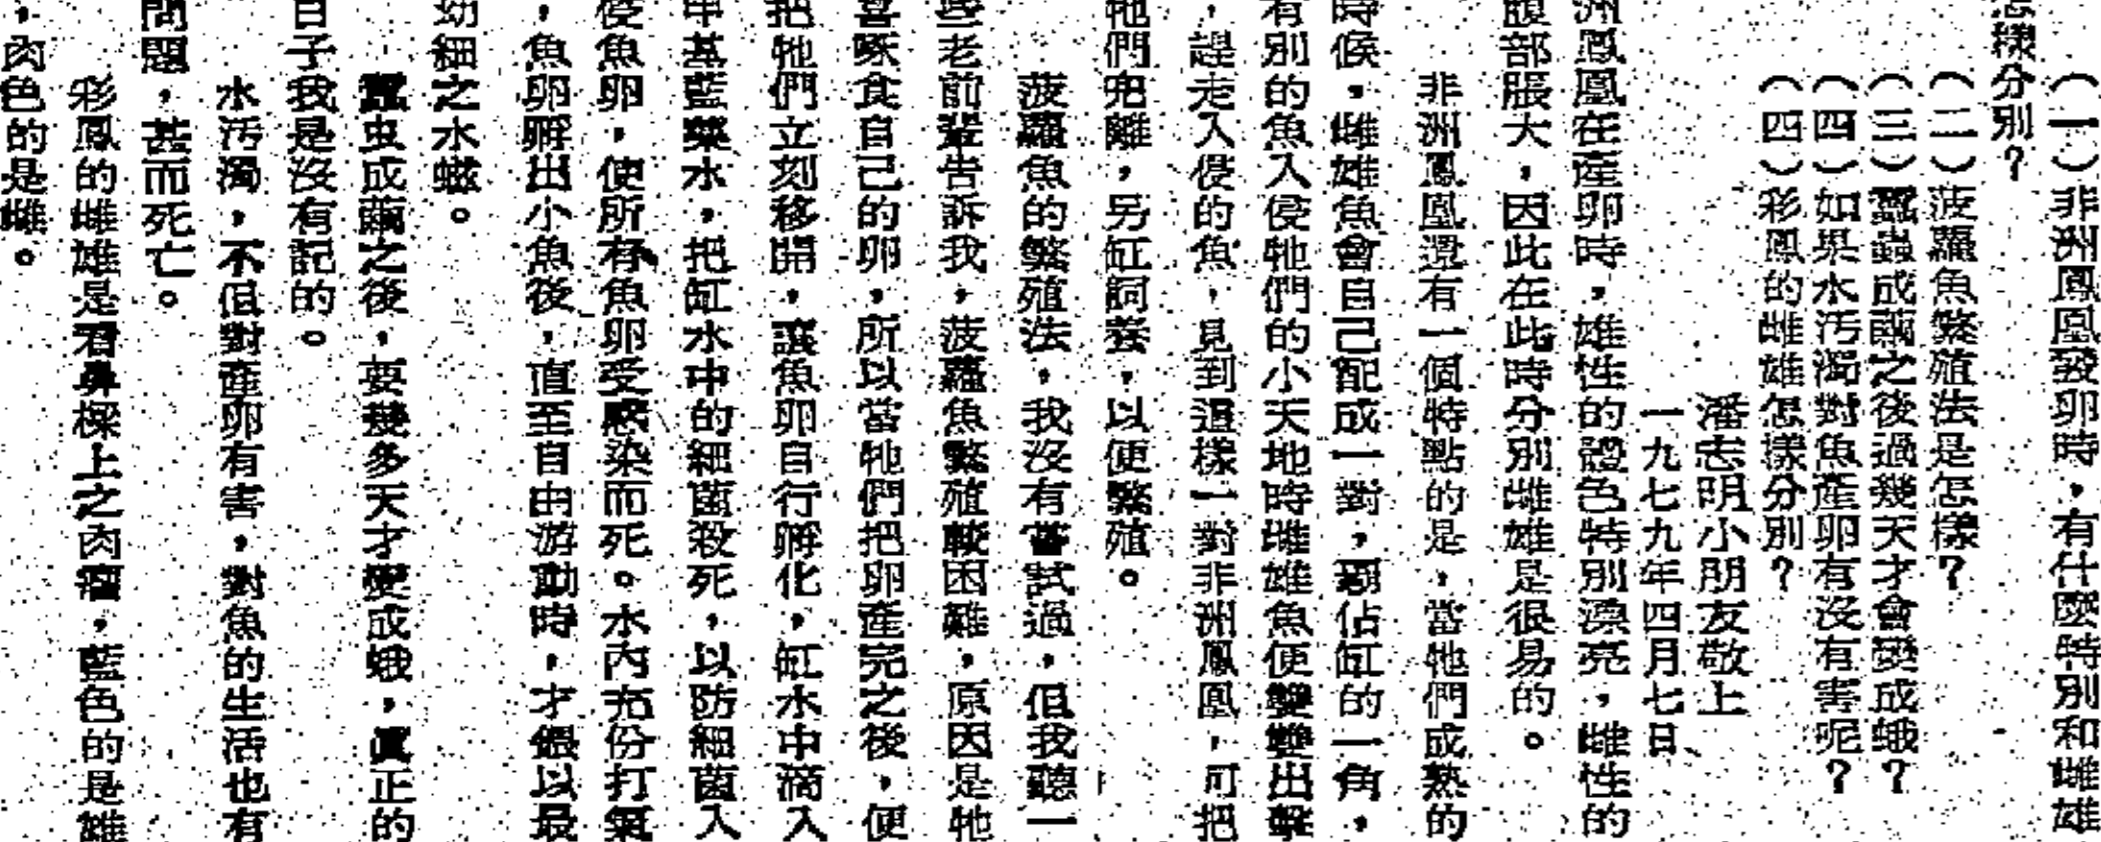 （一）非洲鳳凰發卵時，有什麼特別和雌雄
怎樣分別？
（二）菠蘿魚繁殖法是怎樣？
（三）蠶蟲成繭之後過幾天才會變成蛾？
（四）如果水污濁對魚產卵有沒有害呢？
（四）彩鳳的雌雄怎樣分別？
潘志明小朋友敬上
一九七九年四月七日、
洲鳳凰在產卵時，雄性的體色特別漂亮，雌性的
腹部脹大，因此在此時分別雌雄是很易的。
非洲鳳凰還有一個特點的是，當牠們成熟的
時候，雌雄魚會自己配成一對，霸佔缸的一角，
有別的魚入侵牠們的小天地時雌雄魚便雙雙出擊
，趕走入侵的魚，見到這樣一對非洲鳳凰，可把
牠們兜離，另缸飼養，以便繁殖。
菠蘿魚的繁殖法，我沒有嘗試過，但我聽一
些老前輩告訴我，菠蘿魚繁殖較困難，原因是牠
喜啄食自己的卵，所以當牠們把卵產完之後，便
把牠們立刻移開，讓魚卵自行孵化，缸水中滴入
甲基藍藥水，把缸水中的細菌殺死，以防細菌入
侵魚卵，使所有魚卵受感染而死。水內充份打氣
，魚卵孵出小魚後，直至自由游動時，才餵以最
幼細之水蟣。
蠶虫成繭之後，要幾多天才變成蛾，真正的
日子我是沒有記的。
水污濁，不但對產卵有害，對魚的生活也有
問題，甚而死亡。
彩鳳的雌雄是看鼻樑上之肉瘤，藍色的是雄
，肉色的是雌。